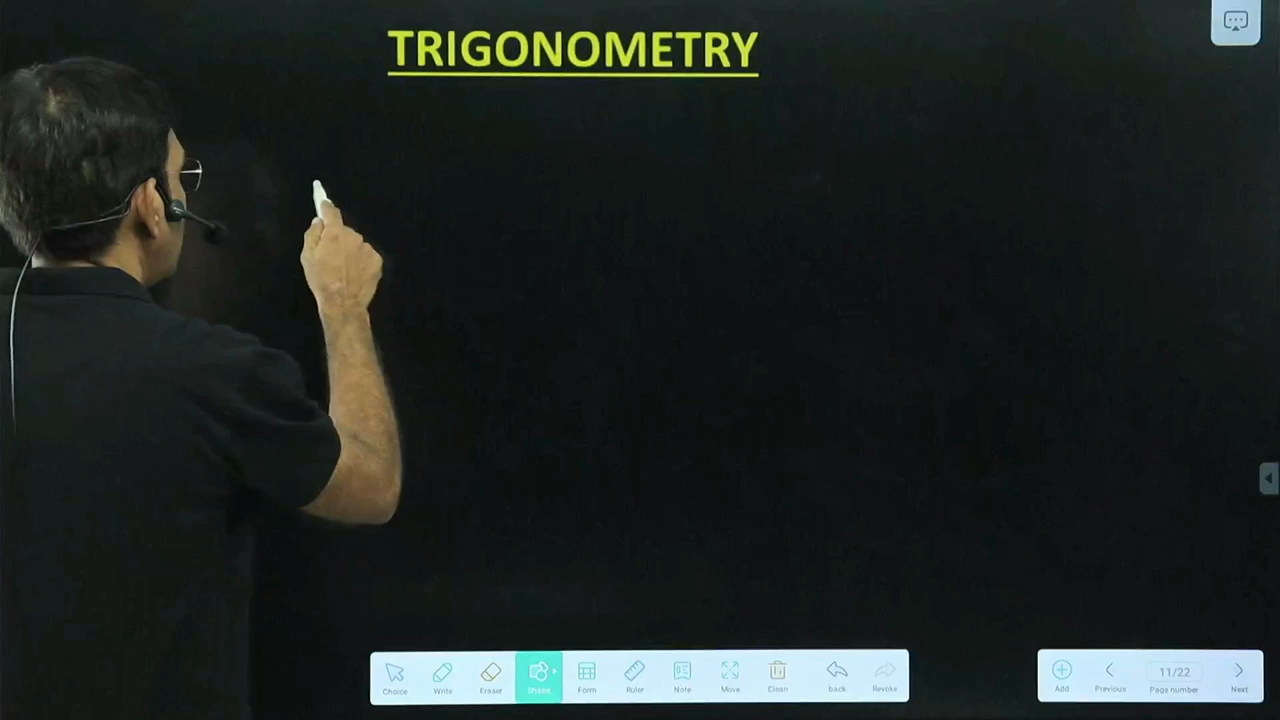 TRIGONOMETRY
Choice Write Eraser Shape Form Ruler Note Move Clean back Revoke
Add Previous 11/22 Page number Next